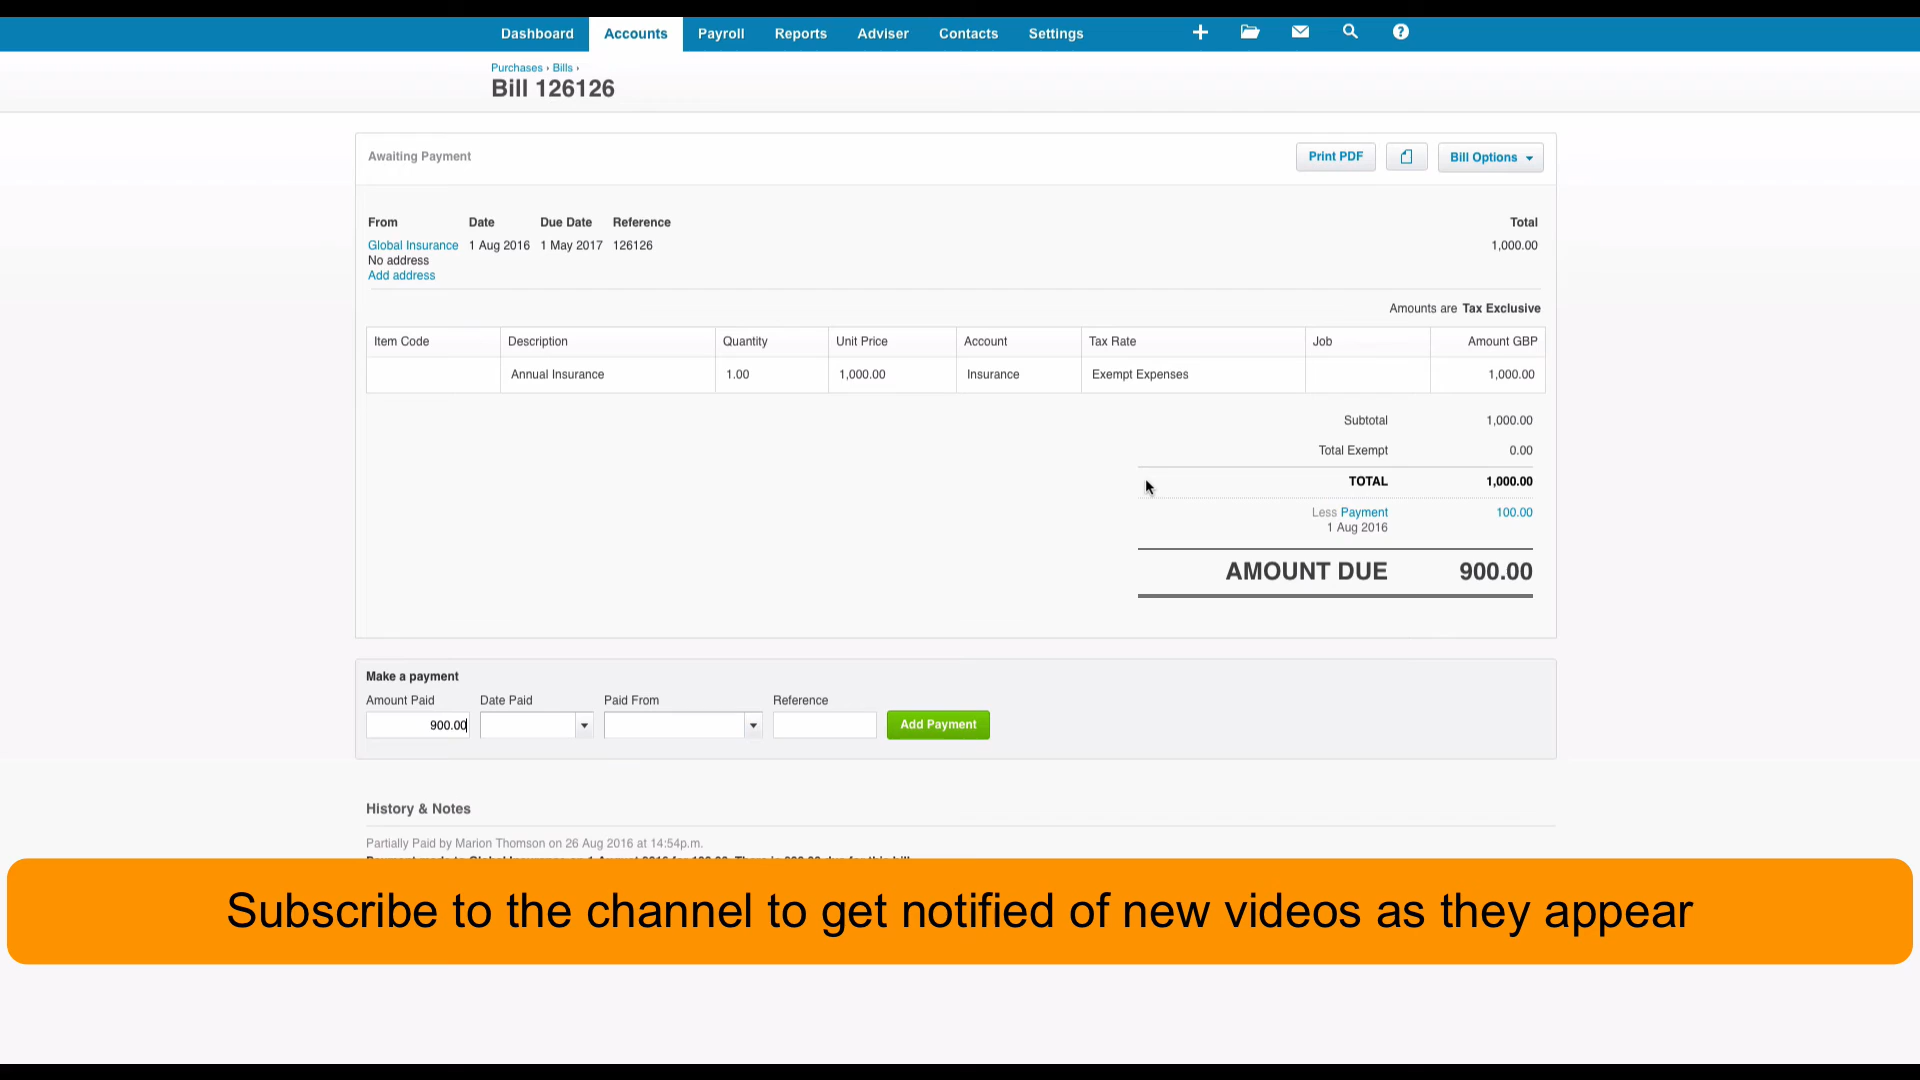 Dashboard Accounts Payroll Reports Adviser Contacts Settings
Purchases › Bills ›
Bill 126126
Awaiting Payment
Print PDF
Bill Options
From Date Due Date Reference Total
Global Insurance 1 Aug 2016 1 May 2017 126126 1,000.00
No address
Add address
Amounts are Tax Exclusive
Item Code Description Quantity Unit Price Account Tax Rate Job Amount GBP
Annual Insurance 1.00 1,000.00 Insurance Exempt Expenses 1,000.00
Subtotal 1,000.00
Total Exempt 0.00
TOTAL 1,000.00
Less Payment 100.00
1 Aug 2016
AMOUNT DUE 900.00
Make a payment
Amount Paid Date Paid Paid From Reference
900.00 Add Payment
History & Notes
Partially Paid by Marion Thomson on 26 Aug 2016 at 14:54p.m.
Subscribe to the channel to get notified of new videos as they appear